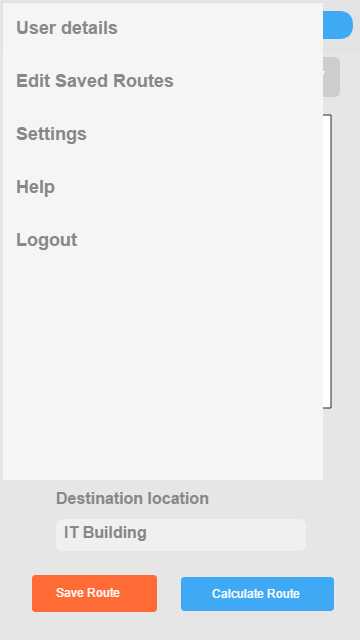 User details
Edit Saved Routes
Settings
Help
Logout
Destination location
IT Building
Save Route
Calculate Route